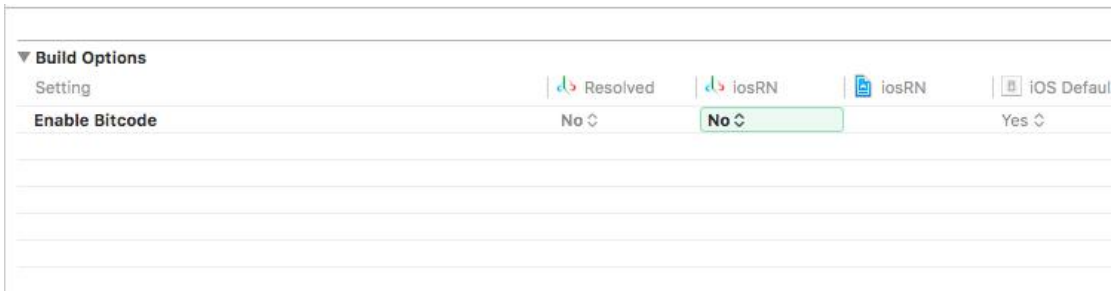 Build Options
Setting Resolved iosRN iosRN iOS Defaul
Enable Bitcode No No Yes